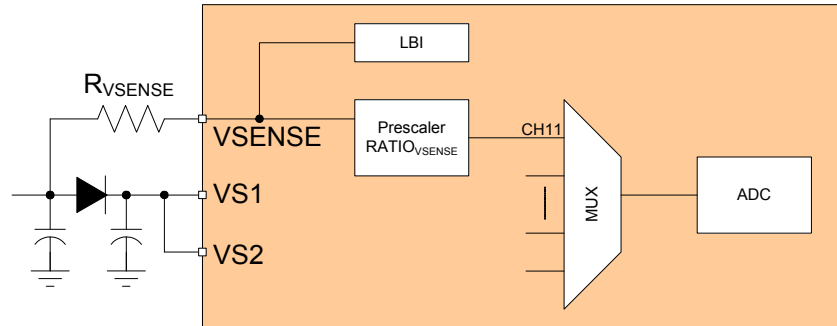 LBI
RVSENSE
VSENSE
Prescaler
RATIOVSENSE
CH11
MUX
ADC
VS1
VS2